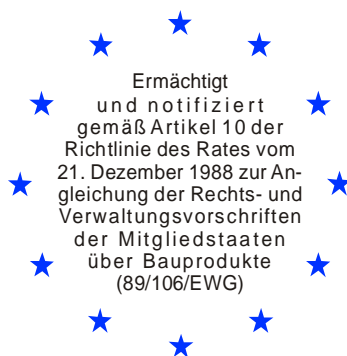 Ermächtigt
und notifiziert
gemäß Artikel 10 der
Richtlinie des Rates vom
21. Dezember 1988 zur An-
gleichung der Rechts- und
Verwaltungsvorschriften
der Mitgliedstaaten
über Bauprodukte
(89/106/EWG)